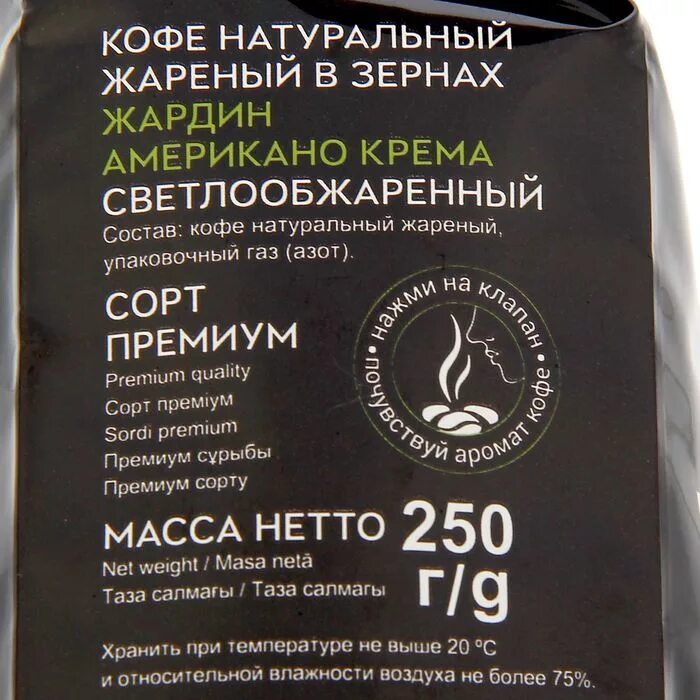 КОФЕ НАТУРАЛЬНЫЙ
ЖАРЕНЫЙ В ЗЕРНАХ
ЖАРДИН
АМЕРИКАНО КРЕМА
СВЕТЛООБЖАРЕННЫЙ
Состав: кофе натуральный жареный,
упаковочный газ (азот).
СОРТ
ПРЕМИУМ
Premium quality
Сорт преміум
Sordi premium
Премиум сұрыбы
Премиум сорту
• нажми на клапан
• почувствуй аромат кофе
МАССА НЕТТО 250
Net weight / Masa netă
Таза салмағы / Таза салмагы
г/g
Хранить при температуре не выше 20 ºС
и относительной влажности воздуха не более 75%.